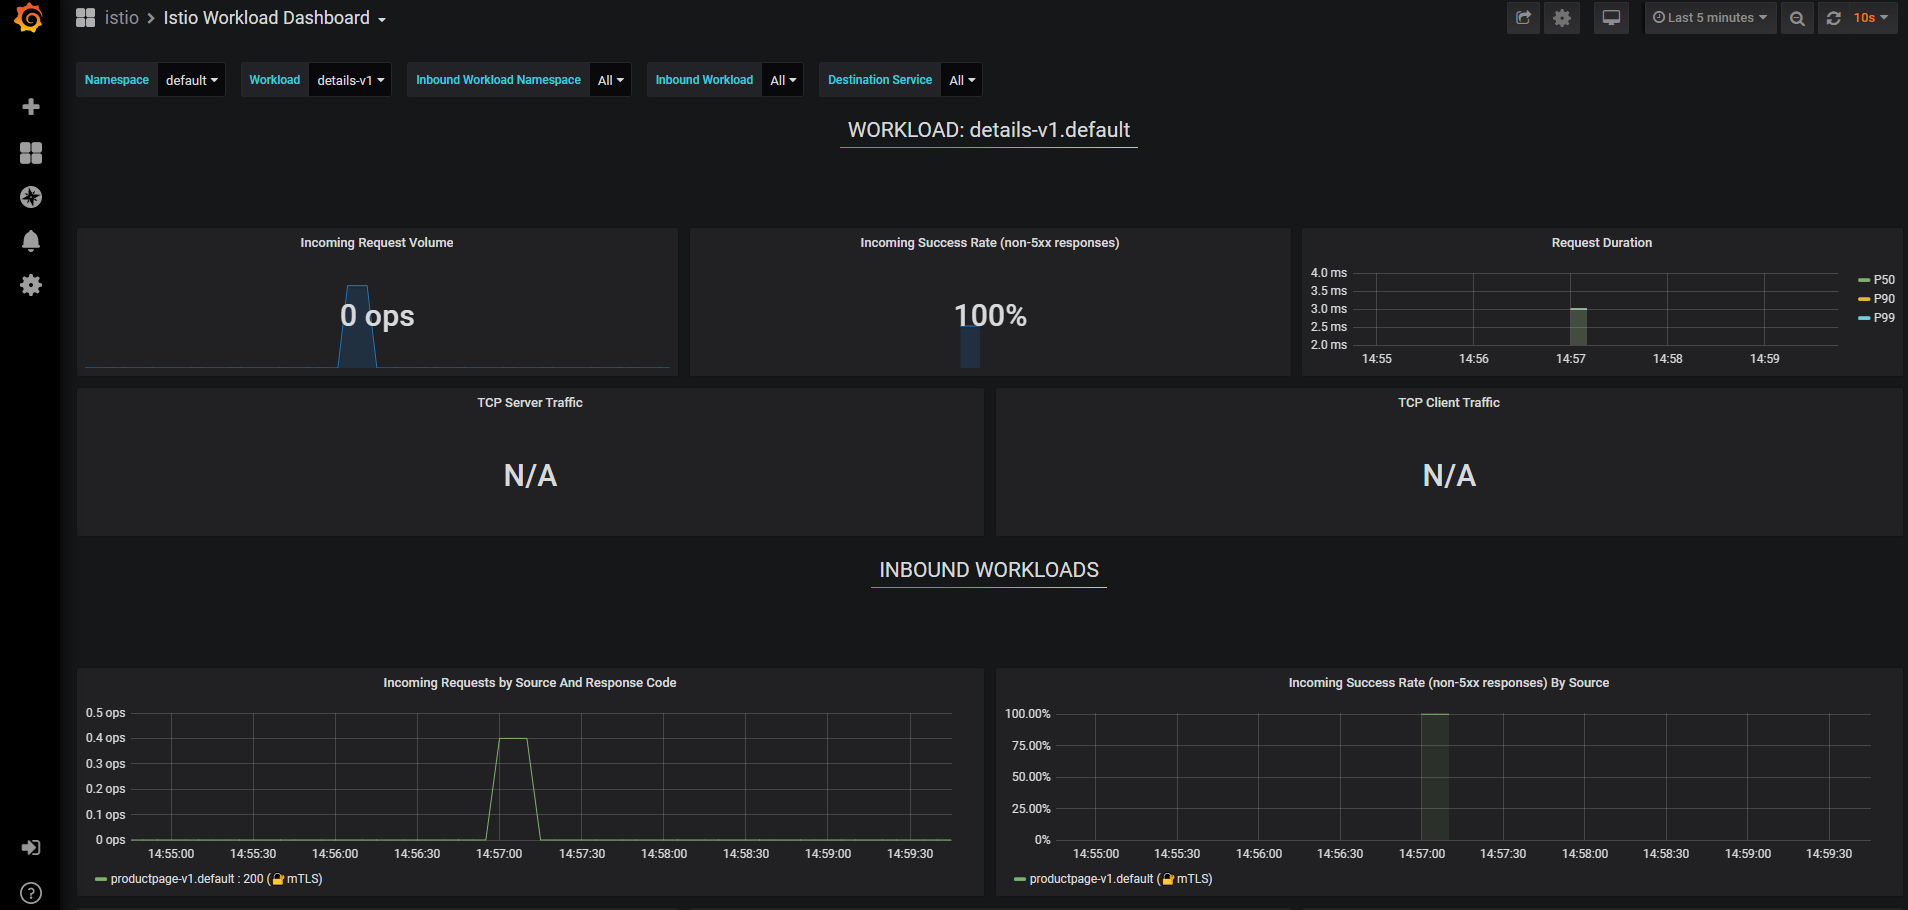 istio > Istio Workload Dashboard
Last 5 minutes
10s
Namespace default Workload details-v1 Inbound Workload Namespace All Inbound Workload All Destination Service All
WORKLOAD: details-v1.default
Incoming Request Volume
0 ops
Incoming Success Rate (non-5xx responses)
100%
Request Duration
4.0 ms
3.5 ms
3.0 ms
2.5 ms
2.0 ms
14:55 14:56 14:57 14:58 14:59
P50
P90
P99
TCP Server Traffic
N/A
TCP Client Traffic
N/A
INBOUND WORKLOADS
Incoming Requests by Source And Response Code
0.5 ops
0.4 ops
0.3 ops
0.2 ops
0.1 ops
0 ops
14:55:00 14:55:30 14:56:00 14:56:30 14:57:00 14:57:30 14:58:00 14:58:30 14:59:00 14:59:30
productpage-v1.default : 200 (🔐mTLS)
Incoming Success Rate (non-5xx responses) By Source
100.00%
75.00%
50.00%
25.00%
0%
14:55:00 14:55:30 14:56:00 14:56:30 14:57:00 14:57:30 14:58:00 14:58:30 14:59:00 14:59:30
productpage-v1.default (🔐mTLS)